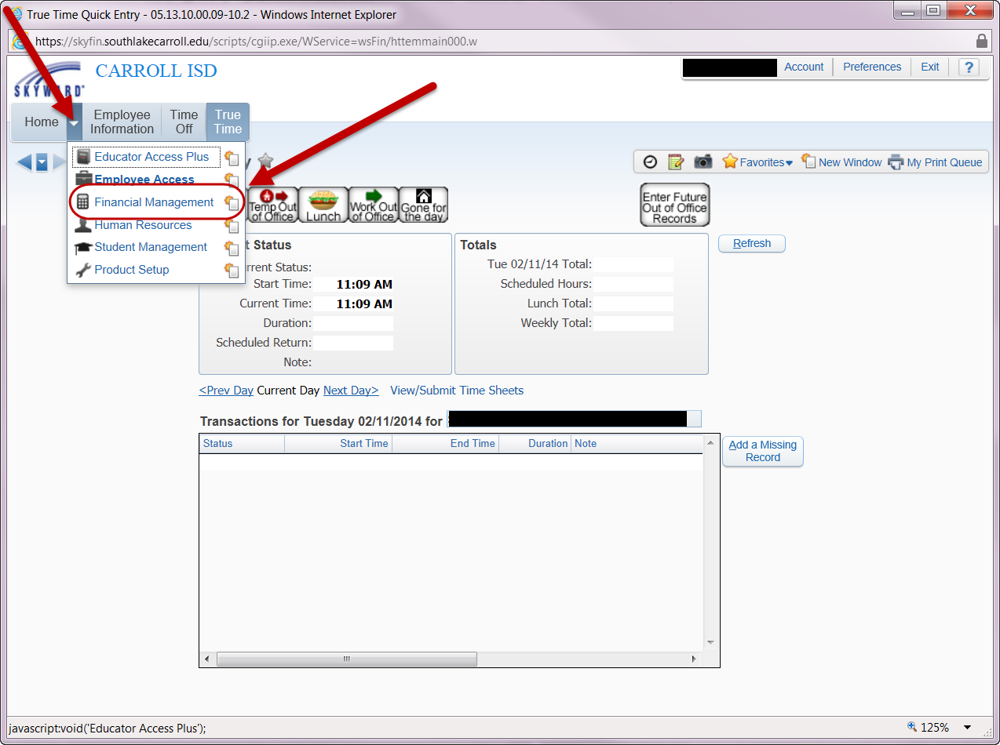 True Time Quick Entry - 05.13.10.00.09-10.2 - Windows Internet Explorer
https://skyfin.southlakecarroll.edu/scripts/cgiip.exe/WService=wsFin/httemmain000.w
SKYWARD
CARROLL ISD
Account
Preferences
Exit
?
Home
Employee Information
Time Off
True Time
Educator Access Plus
Employee Access
Financial Management
Human Resources
Student Management
Product Setup
Favorites
New Window
My Print Queue
Temp Out of Office
Lunch
Work Out of Office
Gone for the day
Enter Future
Out of Office
Records
Status
Start Time: 11:09 AM
Current Time: 11:09 AM
Duration:
Scheduled Return:
Note:
Totals
Tue 02/11/14 Total:
Scheduled Hours:
Lunch Total:
Weekly Total:
Refresh
<Prev Day Current Day Next Day> View/Submit Time Sheets
Transactions for Tuesday 02/11/2014 for
Status Start Time End Time Duration Note
Add a Missing
Record
javascript:void('Educator Access Plus');
125%